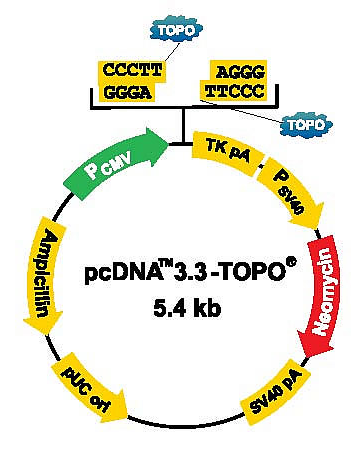 TOPO
CCCTT AGGG
GGGA TTCCC
TOPO
PCMV
TK pA
PSV40
Neomycin
SV40 pA
pUC ori
Ampicillin
pcDNA™3.3-TOPO®
5.4 kb